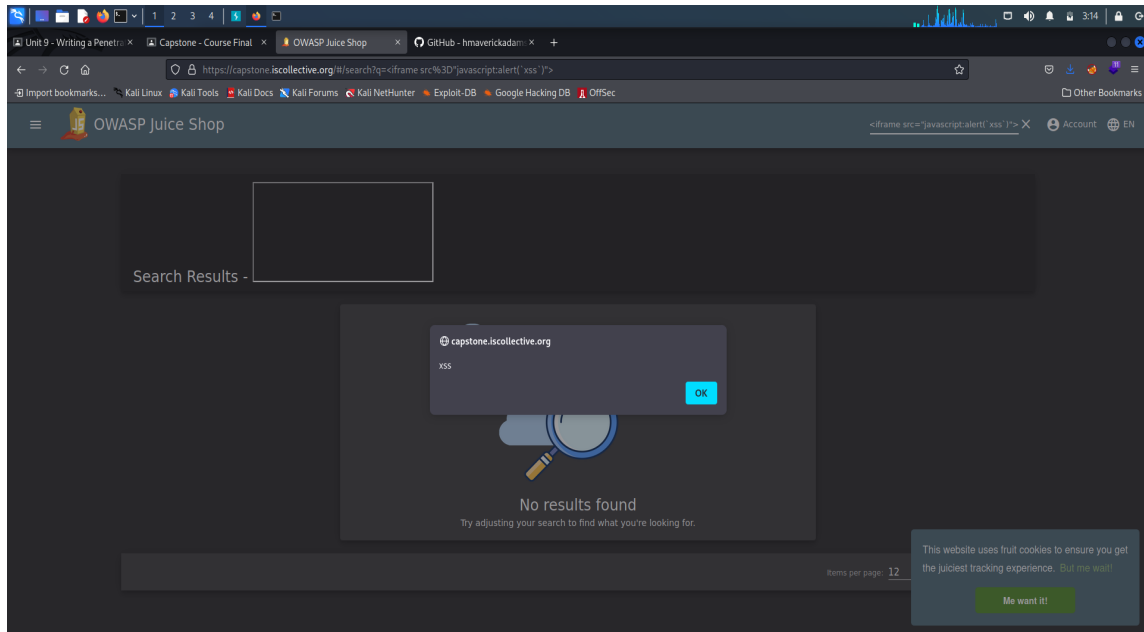 1 2 3 4 3:14
Unit 9 - Writing a Penetra Capstone - Course Final OWASP Juice Shop GitHub - hmaverickadam
https://capstone.iscollective.org/#/search?q=<iframe src%3D"javascript:alert(`xss`)">
Import bookmarks... Kali Linux Kali Tools Kali Docs Kali Forums Kali NetHunter Exploit-DB Google Hacking DB OffSec Other Bookmarks
OWASP Juice Shop <iframe src="javascript:alert(`xss`)"> Account EN
Search Results -
capstone.iscollective.org
xss
OK
No results found
Try adjusting your search to find what you're looking for.
Items per page: 12
This website uses fruit cookies to ensure you get
the juiciest tracking experience. But me wait!
Me want it!